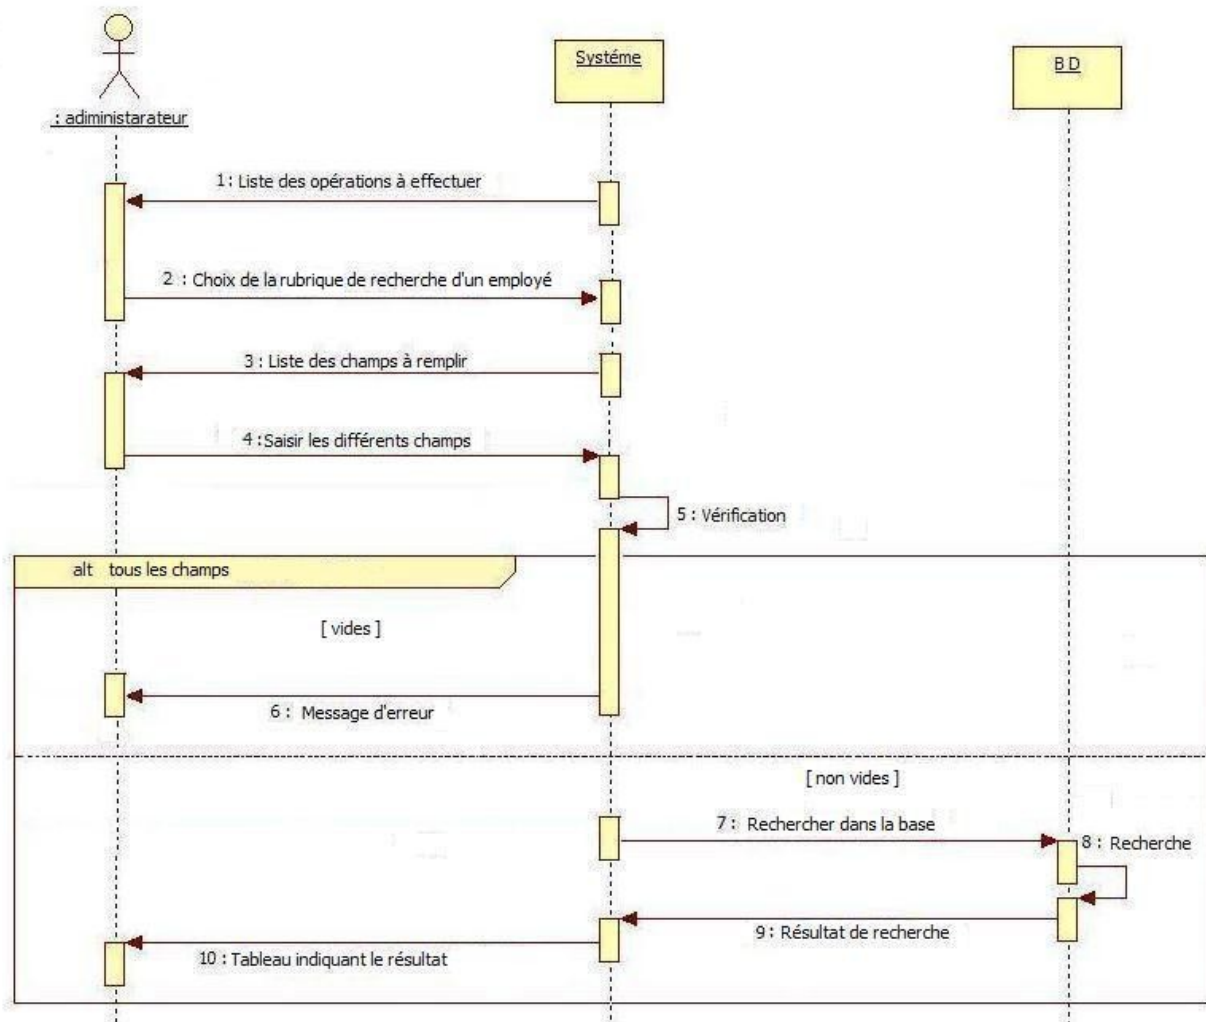 Systéme
B D
: adiministarateur
1 : Liste des opérations à effectuer
2 : Choix de la rubrique de recherche d'un employé
3 : Liste des champs à remplir
4 : Saisir les différents champs
5 : Vérification
alt tous les champs
[ vides ]
6 : Message d'erreur
[ non vides ]
7 : Rechercher dans la base
8 : Recherche
9 : Résultat de recherche
10 : Tableau indiquant le résultat